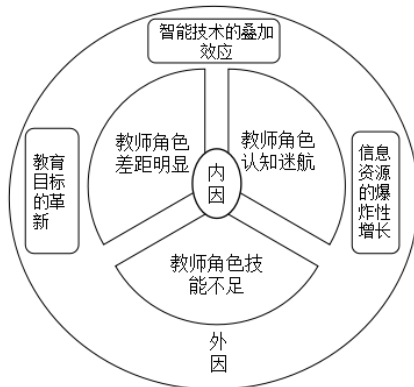 智能技术的叠加
效应
教师角色
差距明显
教师角色
认知迷航
教育
目标
的革
新
内
因
信息
资源
的爆
炸性
增长
教师角色技
能不足
外
因